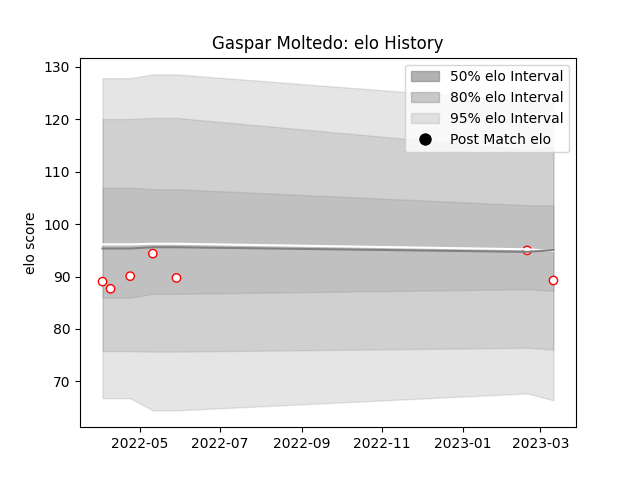 Gaspar Moltedo: elo History
130
120
110
100
90
80
70
elo score
50% elo Interval
80% elo Interval
95% elo Interval
Post Match elo
2022-05
2022-07
2022-09
2022-11
2023-01
2023-03